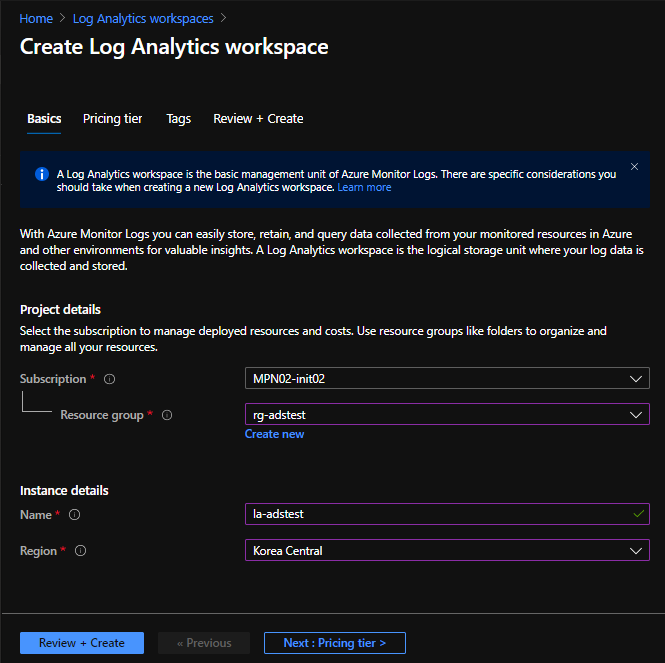 Home > Log Analytics workspaces >
Create Log Analytics workspace
Basics Pricing tier Tags Review + Create
A Log Analytics workspace is the basic management unit of Azure Monitor Logs. There are specific considerations you
should take when creating a new Log Analytics workspace. Learn more
With Azure Monitor Logs you can easily store, retain, and query data collected from your monitored resources in Azure
and other environments for valuable insights. A Log Analytics workspace is the logical storage unit where your log data is
collected and stored.
Project details
Select the subscription to manage deployed resources and costs. Use resource groups like folders to organize and
manage all your resources.
Subscription * MPN02-init02
Resource group * rg-adstest
Create new
Instance details
Name * la-adstest
Region * Korea Central
Review + Create « Previous Next : Pricing tier >